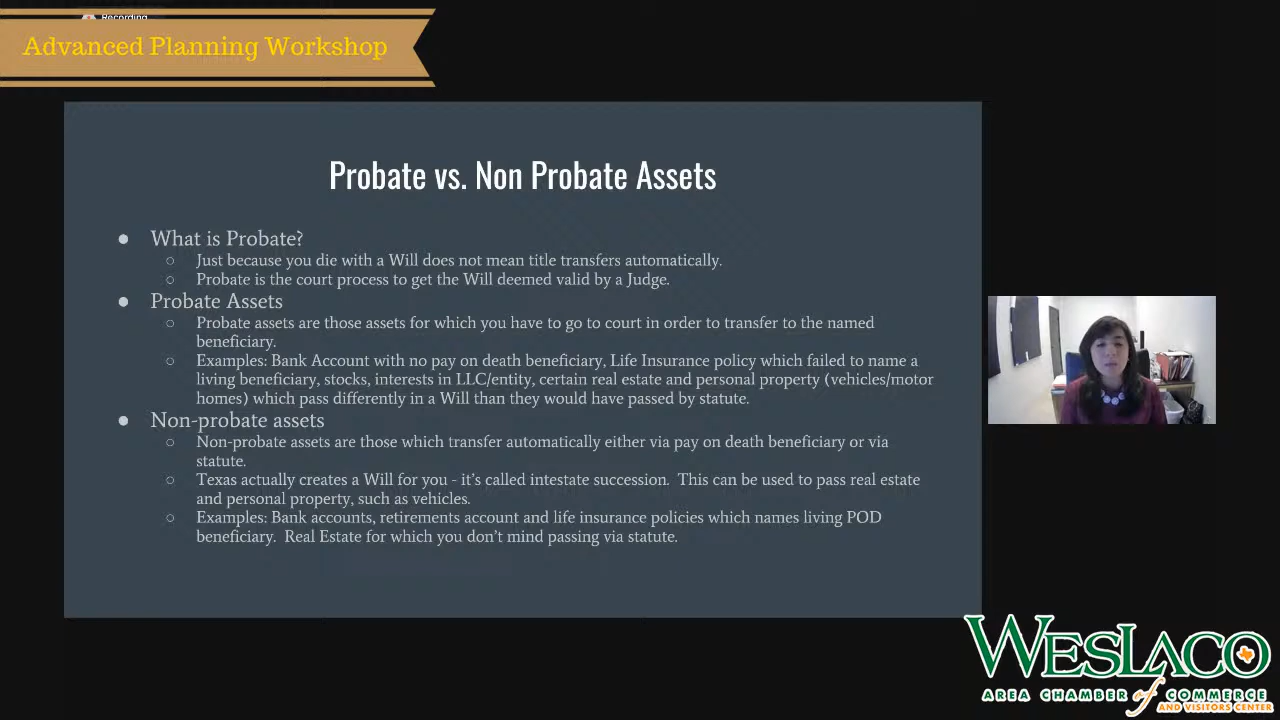 Recording
Advanced Planning Workshop
Probate vs. Non Probate Assets
● What is Probate?
○ Just because you die with a Will does not mean title transfers automatically.
○ Probate is the court process to get the Will deemed valid by a Judge.
● Probate Assets
○ Probate assets are those assets for which you have to go to court in order to transfer to the named
beneficiary.
○ Examples: Bank Account with no pay on death beneficiary, Life Insurance policy which failed to name a
living beneficiary, stocks, interests in LLC/entity, certain real estate and personal property (vehicles/motor
homes) which pass differently in a Will than they would have passed by statute.
● Non-probate assets
○ Non-probate assets are those which transfer automatically either via pay on death beneficiary or via
statute.
○ Texas actually creates a Will for you - it's called intestate succession.  This can be used to pass real estate
and personal property, such as vehicles.
○ Examples: Bank accounts, retirements account and life insurance policies which names living POD
beneficiary.  Real Estate for which you don't mind passing via statute.
WESLACO
AREA CHAMBER of COMMERCE
AND VISITORS CENTER